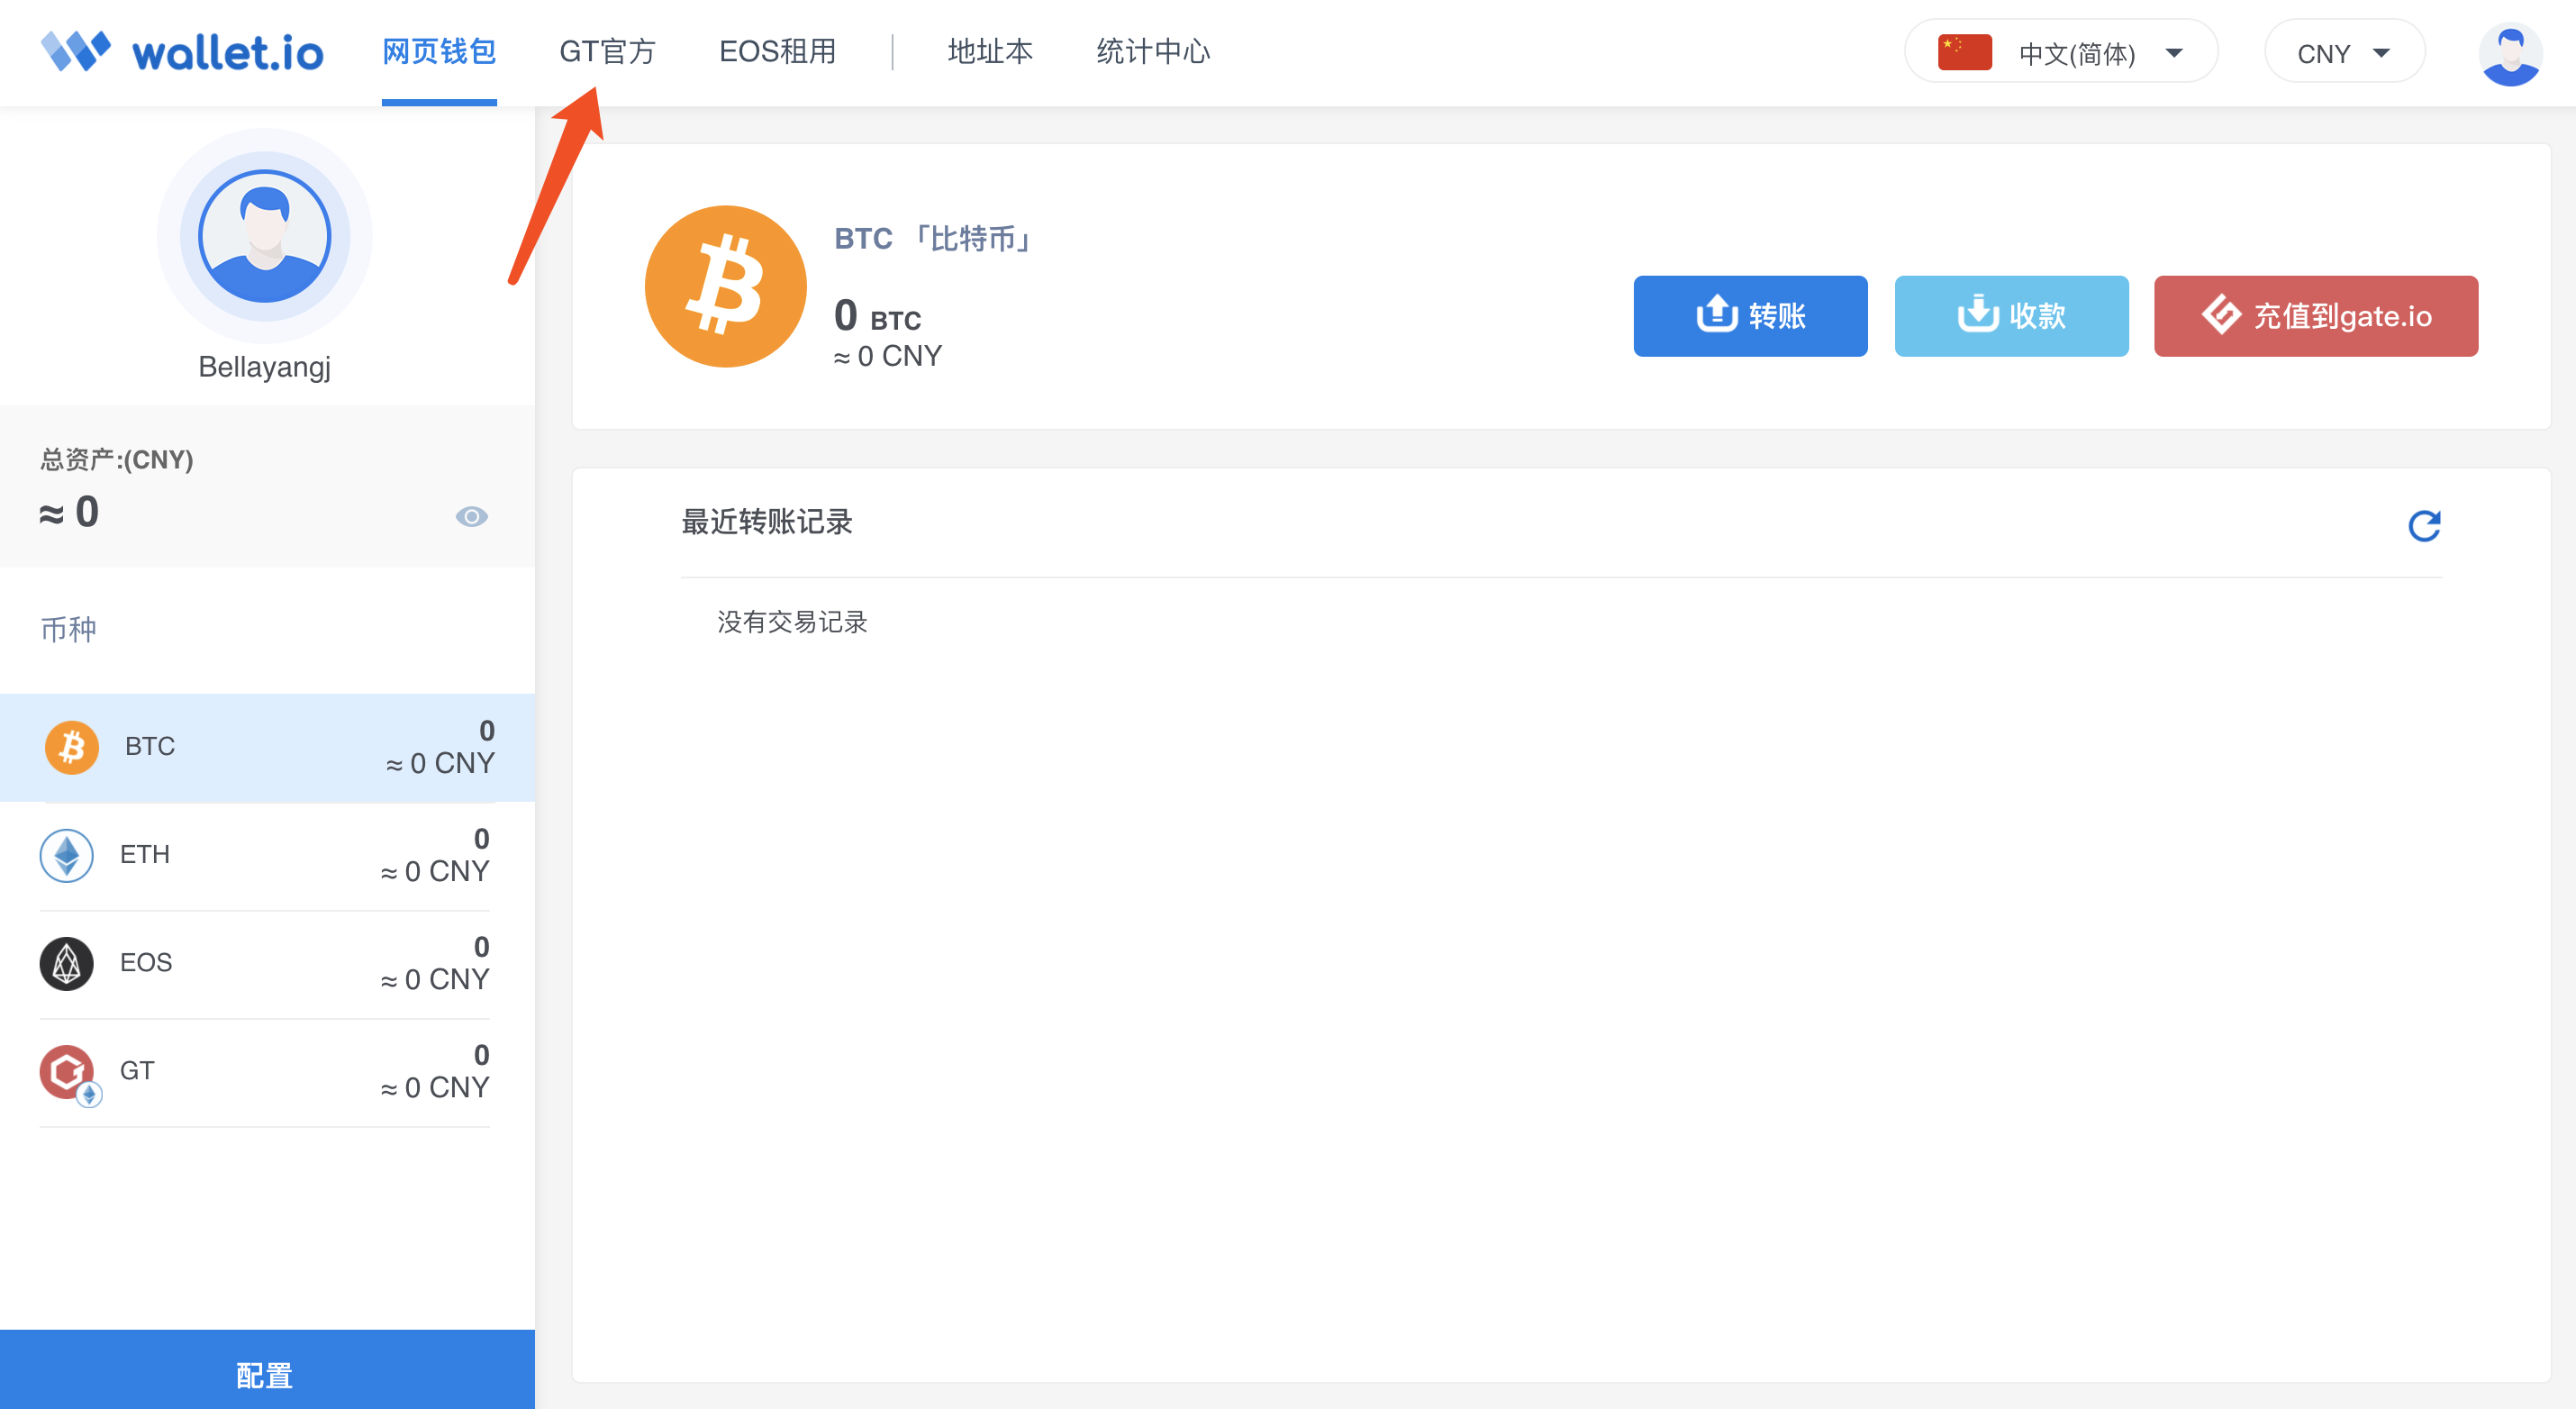 wallet.io
网页钱包 GT官方 EOS租用 | 地址本 统计中心 中文(简体) CNY
Bellayangj
总资产:(CNY)
≈ 0
币种
BTC 0
≈ 0 CNY
ETH 0
≈ 0 CNY
EOS 0
≈ 0 CNY
GT 0
≈ 0 CNY
配置
BTC 「比特币」
0 BTC
≈ 0 CNY
转账 收款 充值到gate.io
最近转账记录
没有交易记录